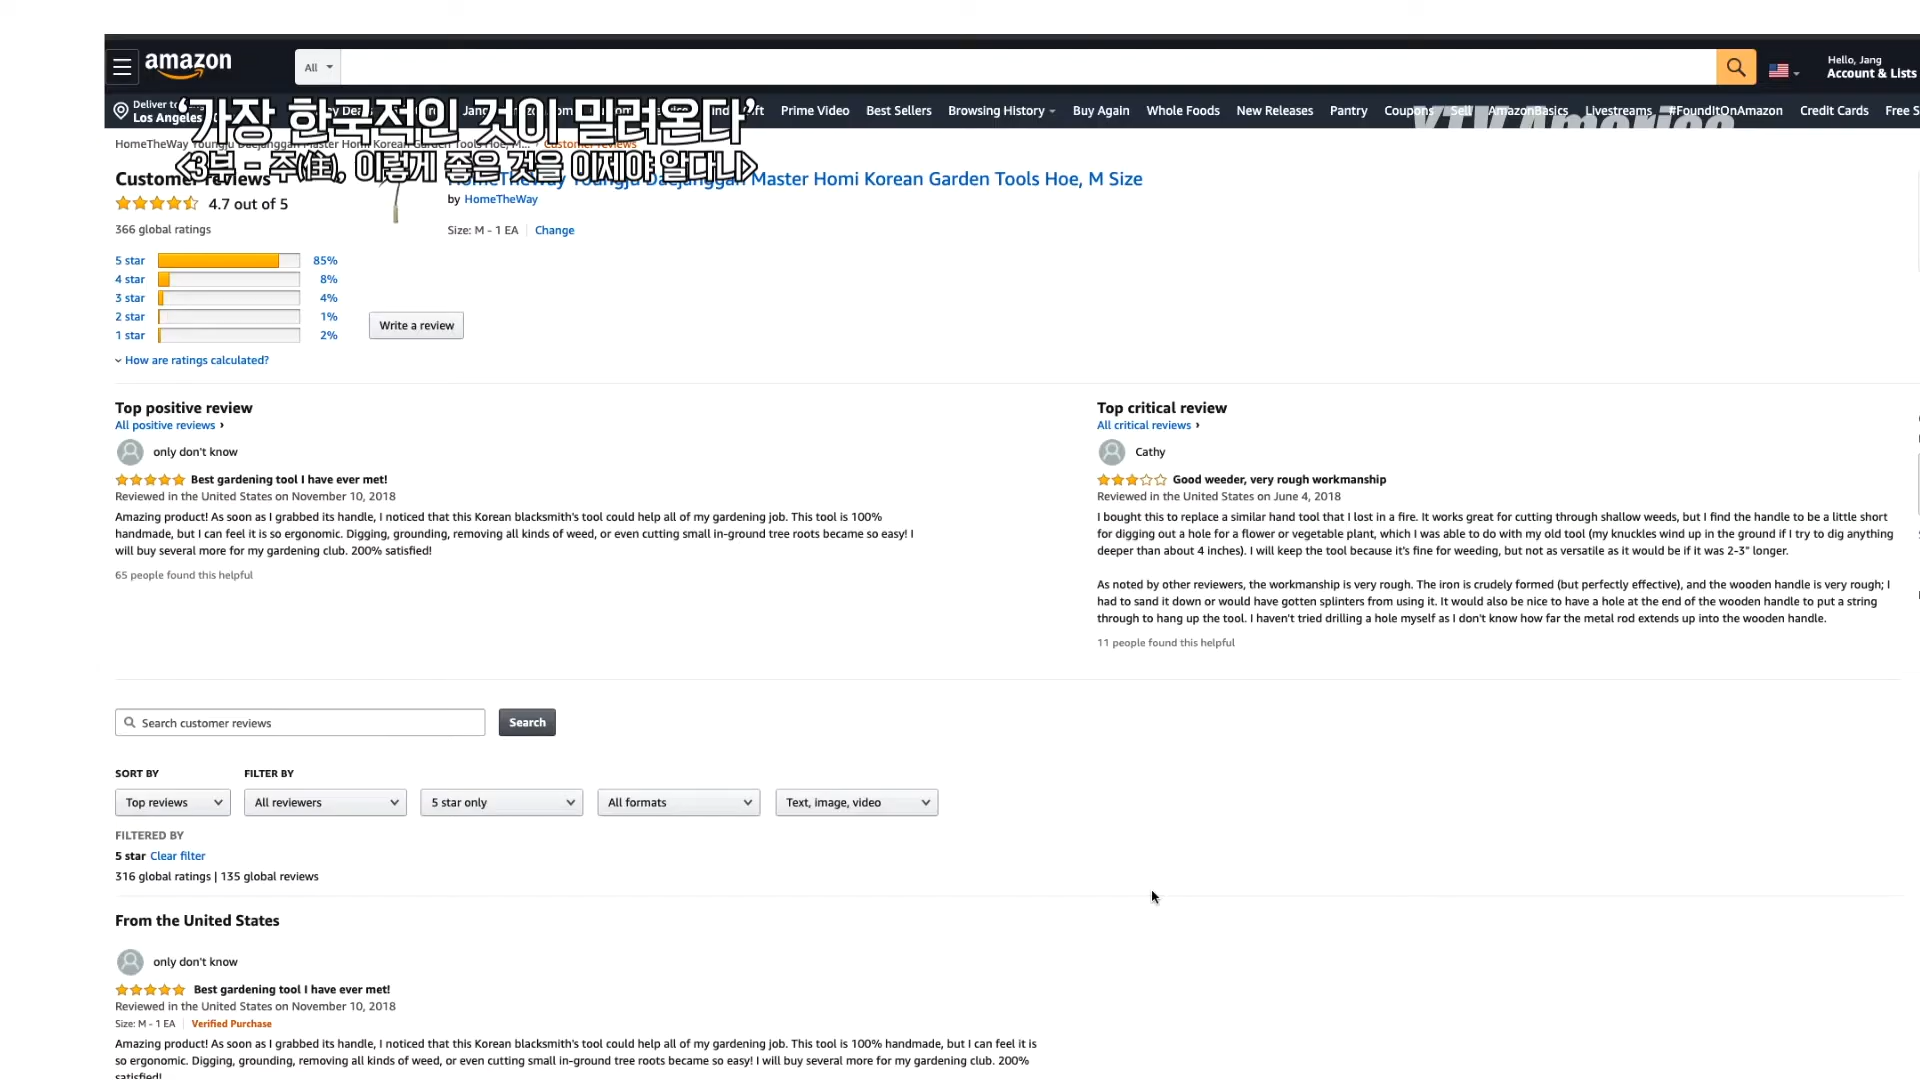 amazon
All
Hello, Jang
Account & Lists
Deliver to
Los Angeles
Prime Video
Best Sellers
Browsing History
Buy Again
Whole Foods
New Releases
Pantry
Coupons
Sell
AmazonBasics
Livestreams
#FoundItOnAmazon
Credit Cards
Free S
YTN America
'가장 한국적인 것이 밀려온다'
<3부 - 주(住), 이렇게 좋은 것을 이제야 알다니>
HomeTheWay Youngju Daejanggan Master Homi Korean Garden Tools Hoe, M... Customer reviews
Customer reviews
4.7 out of 5
366 global ratings
5 star 85%
4 star 8%
3 star 4%
2 star 1%
1 star 2%
How are ratings calculated?
HomeTheWay Youngju Daejanggan Master Homi Korean Garden Tools Hoe, M Size
by HomeTheWay
Size: M - 1 EA Change
Write a review
Top positive review
All positive reviews ›
only don't know
Best gardening tool I have ever met!
Reviewed in the United States on November 10, 2018
Amazing product! As soon as I grabbed its handle, I noticed that this Korean blacksmith's tool could help all of my gardening job. This tool is 100%
handmade, but I can feel it is so ergonomic. Digging, grounding, removing all kinds of weed, or even cutting small in-ground tree roots became so easy! I
will buy several more for my gardening club. 200% satisfied!
65 people found this helpful
Top critical review
All critical reviews ›
Cathy
Good weeder, very rough workmanship
Reviewed in the United States on June 4, 2018
I bought this to replace a similar hand tool that I lost in a fire. It works great for cutting through shallow weeds, but I find the handle to be a little short
for digging out a hole for a flower or vegetable plant, which I was able to do with my old tool (my knuckles wind up in the ground if I try to dig anything
deeper than about 4 inches). I will keep the tool because it's fine for weeding, but not as versatile as it would be if it was 2-3" longer.
As noted by other reviewers, the workmanship is very rough. The iron is crudely formed (but perfectly effective), and the wooden handle is very rough; I
had to sand it down or would have gotten splinters from using it. It would also be nice to have a hole at the end of the wooden handle to put a string
through to hang up the tool. I haven't tried drilling a hole myself as I don't know how far the metal rod extends up into the wooden handle.
11 people found this helpful
Search customer reviews
Search
SORT BY
FILTER BY
Top reviews
All reviewers
5 star only
All formats
Text, image, video
FILTERED BY
5 star Clear filter
316 global ratings | 135 global reviews
From the United States
only don't know
Best gardening tool I have ever met!
Reviewed in the United States on November 10, 2018
Size: M - 1 EA Verified Purchase
Amazing product! As soon as I grabbed its handle, I noticed that this Korean blacksmith's tool could help all of my gardening job. This tool is 100% handmade, but I can feel it is
so ergonomic. Digging, grounding, removing all kinds of weed, or even cutting small in-ground tree roots became so easy! I will buy several more for my gardening club. 200%
satisfied!